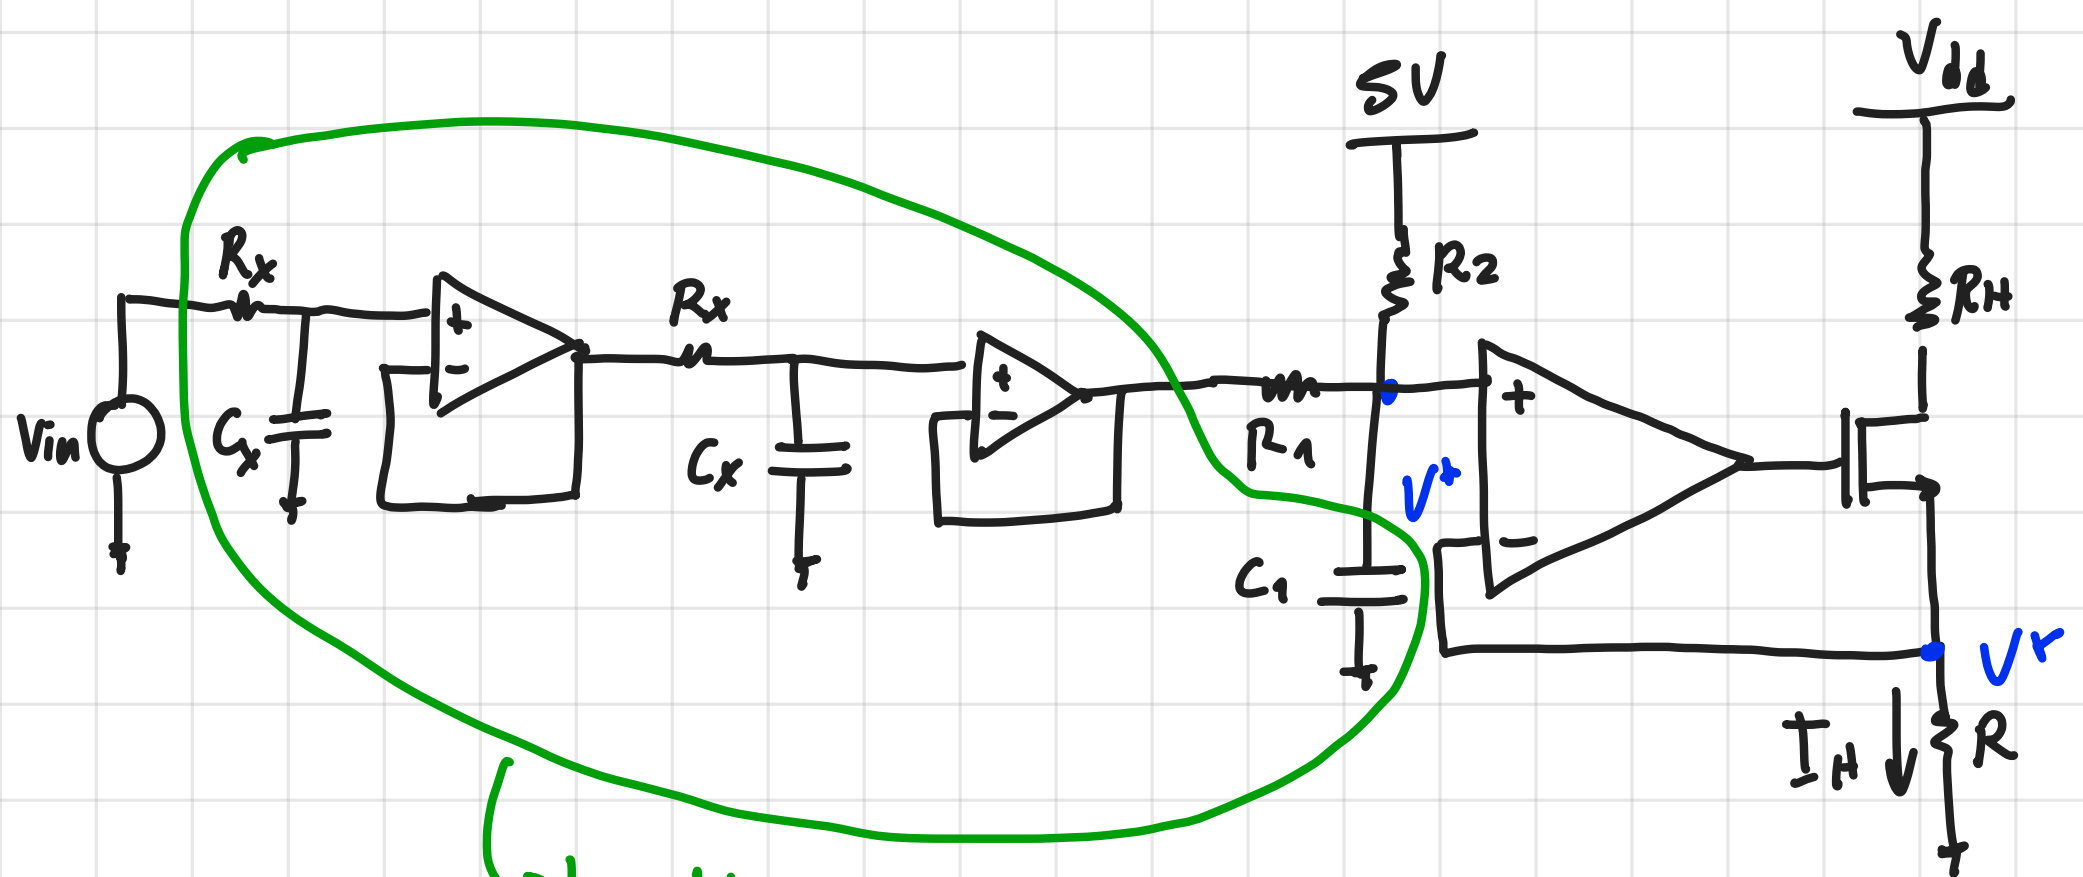 5V
Vdd
Rx
R2
RH
Rx
+
-
+
-
+
-
Vin
Cx
Cx
R1
V+
C1
V+
IH
R